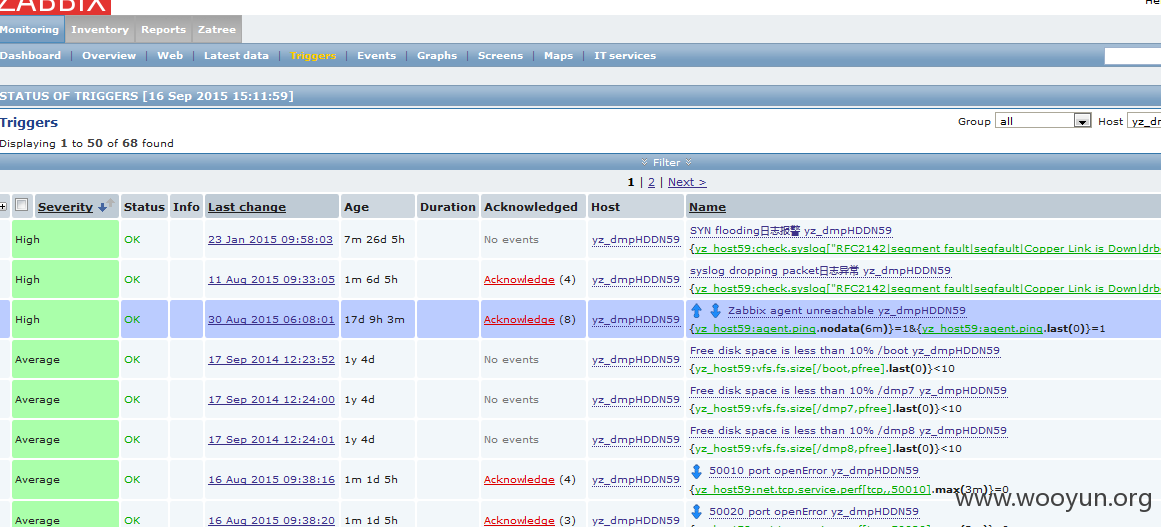 ZABBIX
He
Monitoring Inventory Reports Zatree
Dashboard | Overview | Web | Latest data | Triggers | Events | Graphs | Screens | Maps | IT services
STATUS OF TRIGGERS [16 Sep 2015 15:11:59]
Triggers
Group all Host yz_dm
Displaying 1 to 50 of 68 found
Filter
1 | 2 | Next >
Severity Status Info Last change Age Duration Acknowledged Host Name
High OK 23 Jan 2015 09:58:03 7m 26d 5h No events yz_dmpHDDN59 SYN flooding日志报警 yz_dmpHDDN59
{yz_host59:check.syslog["RFC2142|segment fault|segfault|Copper Link is Down|drb
High OK 11 Aug 2015 09:33:05 1m 6d 5h Acknowledge (4) yz_dmpHDDN59 syslog dropping packet日志异常 yz_dmpHDDN59
{yz_host59:check.syslog["RFC2142|segment fault|segfault|Copper Link is Down|drb
High OK 30 Aug 2015 06:08:01 17d 9h 3m Acknowledge (8) yz_dmpHDDN59 Zabbix agent unreachable yz_dmpHDDN59
{yz_host59:agent.ping.nodata(6m)}=1&{yz_host59:agent.ping.last(0)}=1
Average OK 17 Sep 2014 12:23:52 1y 4d No events yz_dmpHDDN59 Free disk space is less than 10% /boot yz_dmpHDDN59
{yz_host59:vfs.fs.size[/boot,pfree].last(0)}<10
Average OK 17 Sep 2014 12:24:00 1y 4d No events yz_dmpHDDN59 Free disk space is less than 10% /dmp7 yz_dmpHDDN59
{yz_host59:vfs.fs.size[/dmp7,pfree].last(0)}<10
Average OK 17 Sep 2014 12:24:01 1y 4d No events yz_dmpHDDN59 Free disk space is less than 10% /dmp8 yz_dmpHDDN59
{yz_host59:vfs.fs.size[/dmp8,pfree].last(0)}<10
Average OK 16 Aug 2015 09:38:16 1m 1d 5h Acknowledge (4) yz_dmpHDDN59 50010 port openError yz_dmpHDDN59
{yz_host59:net.tcp.service.perf[tcp,,50010].max(3m)}=0
www.wooyun.org
Average OK 16 Aug 2015 09:38:20 1m 1d 5h Acknowledge (3) yz_dmpHDDN59 50020 port openError yz_dmpHDDN59